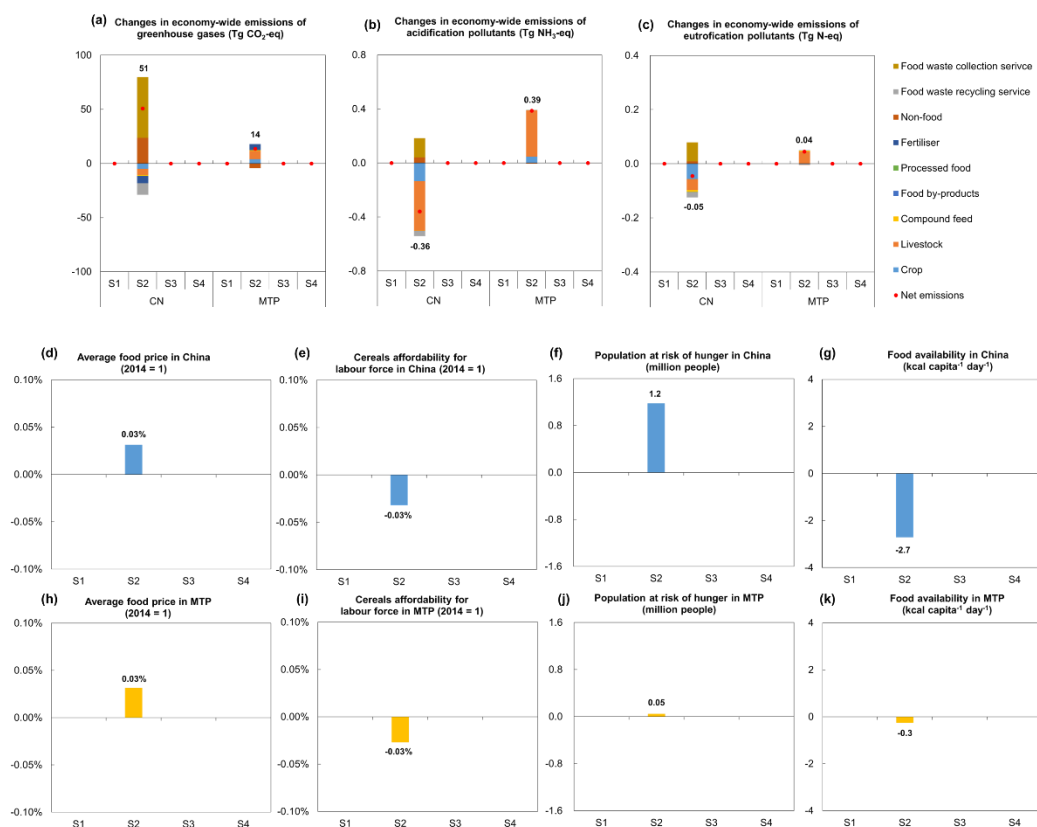 (a) Changes in economy-wide emissions of
greenhouse gases (Tg CO₂-eq)
100
50
0
-50
-100
51
14
S1 S2 S3 S4 S1 S2 S3 S4
CN MTP
(b) Changes in economy-wide emissions of
acidification pollutants (Tg NH₃-eq)
0.8
0.4
0.0
-0.4
-0.8
0.39
-0.36
S1 S2 S3 S4 S1 S2 S3 S4
CN MTP
(c) Changes in economy-wide emissions of
eutrofication pollutants (Tg N-eq)
0.4
0.2
0.0
-0.2
-0.4
0.04
-0.05
S1 S2 S3 S4 S1 S2 S3 S4
CN MTP
Food waste collection serivce
Food waste recycling service
Non-food
Fertiliser
Processed food
Food by-products
Compound feed
Livestock
Crop
Net emissions
(d) Average food price in China
(2014 = 1)
0.10%
0.05%
0.00%
-0.05%
-0.10%
0.03%
S1 S2 S3 S4
(e) Cereals affordability for
labour force in China (2014 = 1)
0.10%
0.05%
0.00%
-0.05%
-0.10%
-0.03%
S1 S2 S3 S4
(f) Population at risk of hunger in China
(million people)
1.6
0.8
0.0
-0.8
-1.6
1.2
S1 S2 S3 S4
(g) Food availability in China
(kcal capita⁻¹ day⁻¹)
4
2
0
-2
-4
-2.7
S1 S2 S3 S4
(h) Average food price in MTP
(2014 = 1)
0.10%
0.05%
0.00%
-0.05%
-0.10%
0.03%
S1 S2 S3 S4
(i) Cereals affordability for
labour force in MTP (2014 = 1)
0.10%
0.05%
0.00%
-0.05%
-0.10%
-0.03%
S1 S2 S3 S4
(j) Population at risk of hunger in MTP
(million people)
1.6
0.8
0.0
-0.8
-1.6
0.05
S1 S2 S3 S4
(k) Food availability in MTP
(kcal capita⁻¹ day⁻¹)
4
2
0
-2
-4
-0.3
S1 S2 S3 S4